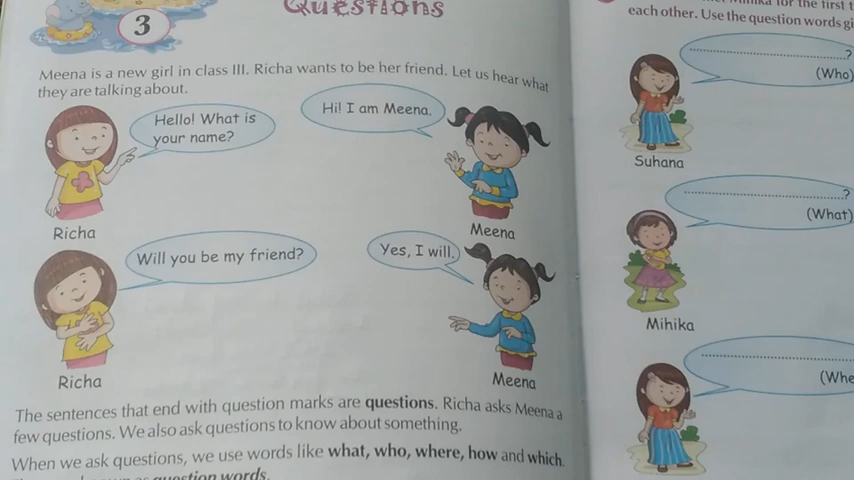 3
Questions
Meena is a new girl in class III. Richa wants to be her friend. Let us hear what
they are talking about.
Hello! What is
your name?
Hi! I am Meena.
Richa
Meena
Will you be my friend?
Yes, I will.
Richa
Meena
The sentences that end with question marks are questions. Richa asks Meena a
few questions. We also ask questions to know about something.
When we ask questions, we use words like what, who, where, how and which.
question words.
for the first
each other. Use the question words
..............................?
(Who)
Suhana
..............................?
(What)
Mihika
..............................
(Whe